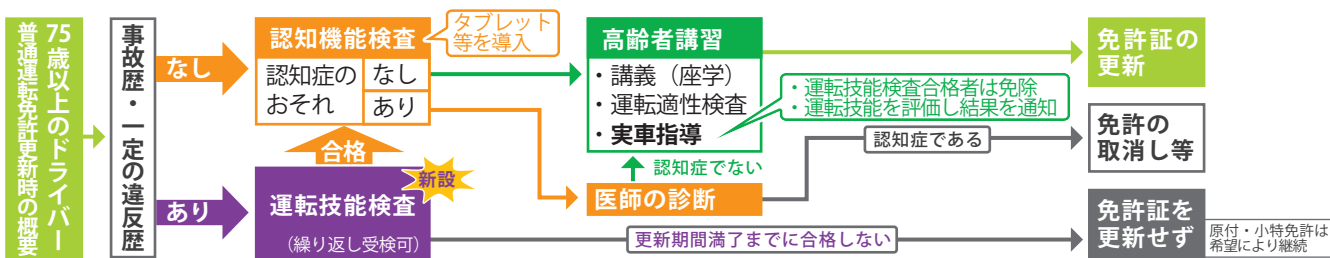 75歳以上のドライバー
普通運転免許更新時の概要
事故歴・一定の違反歴
なし
あり
認知機能検査
タブレット
等を導入
認知症の
おそれ
なし
あり
合格
新設
運転技能検査
（繰り返し受検可）
高齢者講習
・講義（座学）
・運転適性検査
・実車指導
・運転技能検査合格者は免除
・運転技能を評価し結果を通知
認知症でない
医師の診断
認知症である
更新期間満了までに合格しない
免許証の
更新
免許の
取消し等
免許証を
更新せず
原付・小特免許は
希望により継続